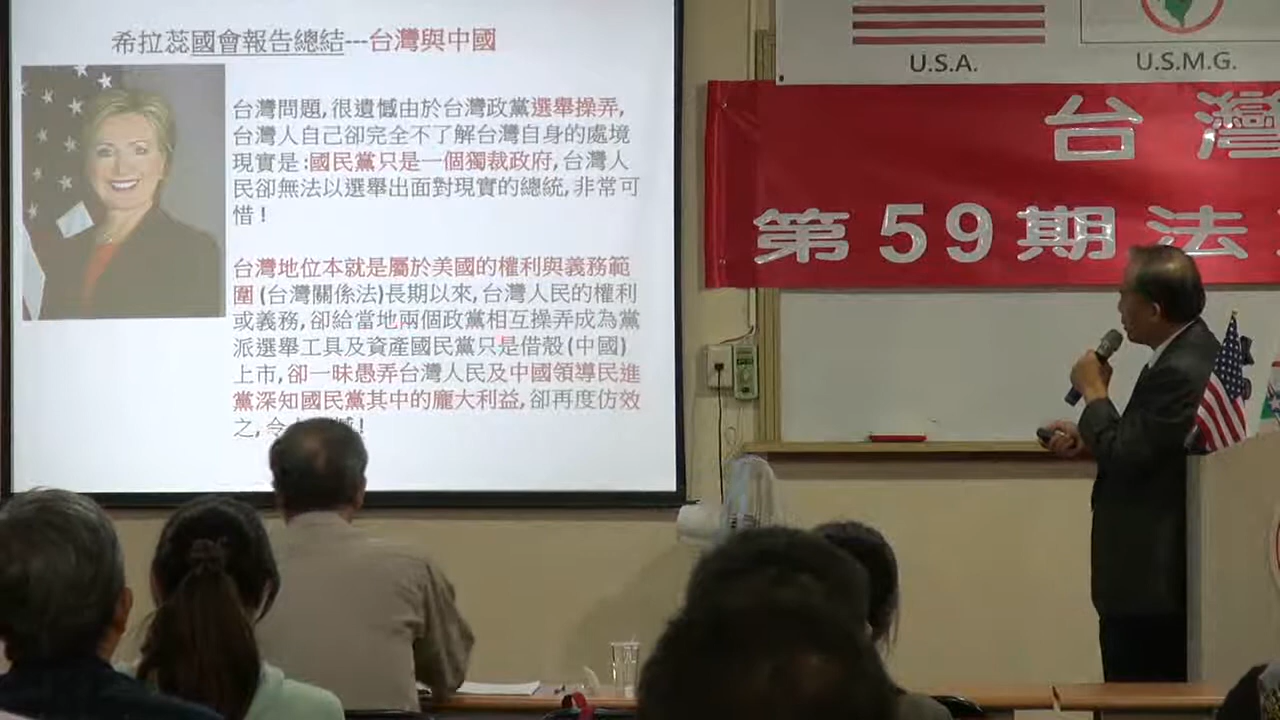 希拉蕊國會報告總結---台灣與中國
台灣問題,很遺憾由於台灣政黨選舉操弄,
台灣人自己卻完全不了解台灣自身的處境
現實是:國民黨只是一個獨裁政府,台灣人
民卻無法以選舉出面對現實的總統,非常可
惜!
台灣地位本就是屬於美國的權利與義務範
圍(台灣關係法)長期以來,台灣人民的權利
或義務,卻給當地兩個政黨相互操弄成為黨
派選舉工具及資產國民黨只是借殼(中國)
上市,卻一昧愚弄台灣人民及中國領導民進
黨深知國民黨其中的龐大利益,卻再度仿效
之,令
!
U.S.A.
U.S.M.G.
台灣
第59期法